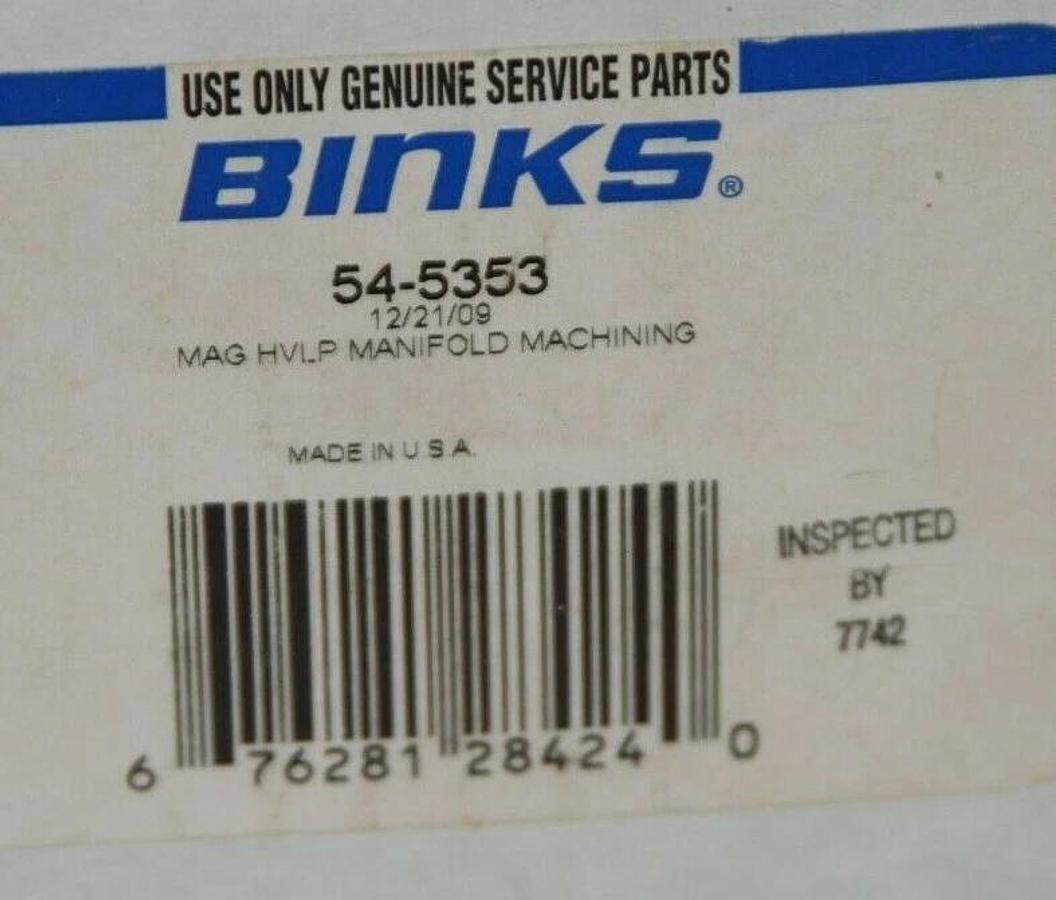 USE ONLY GENUINE SERVICE PARTS
BINKS®
54-5353
12/21/09
MAG HVLP MANIFOLD MACHINING
MADE IN U.S.A.
INSPECTED
BY
7742
6 76281 28424 0